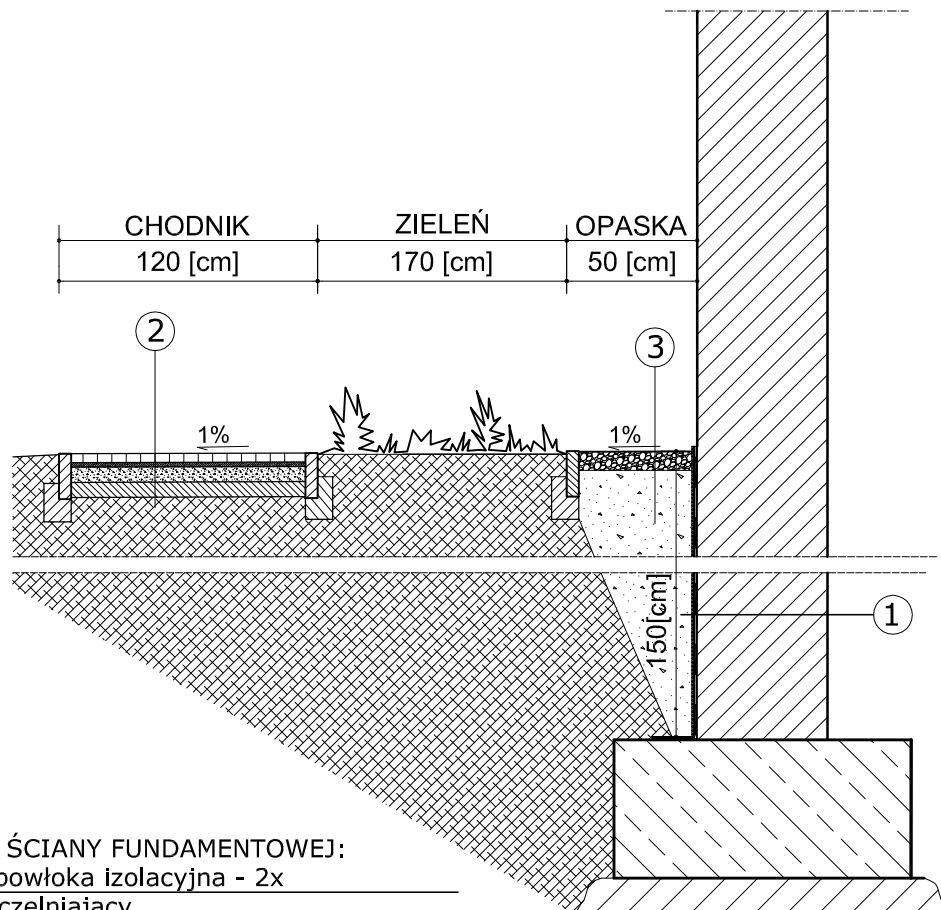 CHODNIK ZIELEŃ OPASKA
120 [cm] 170 [cm] 50 [cm]
2
3
1% 1%
150[cm]
1
ŚCIANY FUNDAMENTOWEJ:
powłoka izolacyjna - 2x